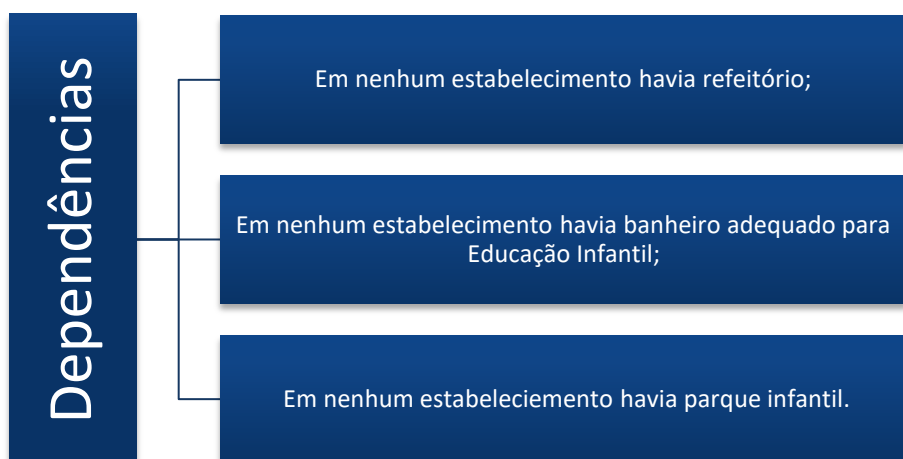 Dependências
Em nenhum estabelecimento havia refeitório;
Em nenhum estabelecimento havia banheiro adequado para
Educação Infantil;
Em nenhum estabeleciemento havia parque infantil.